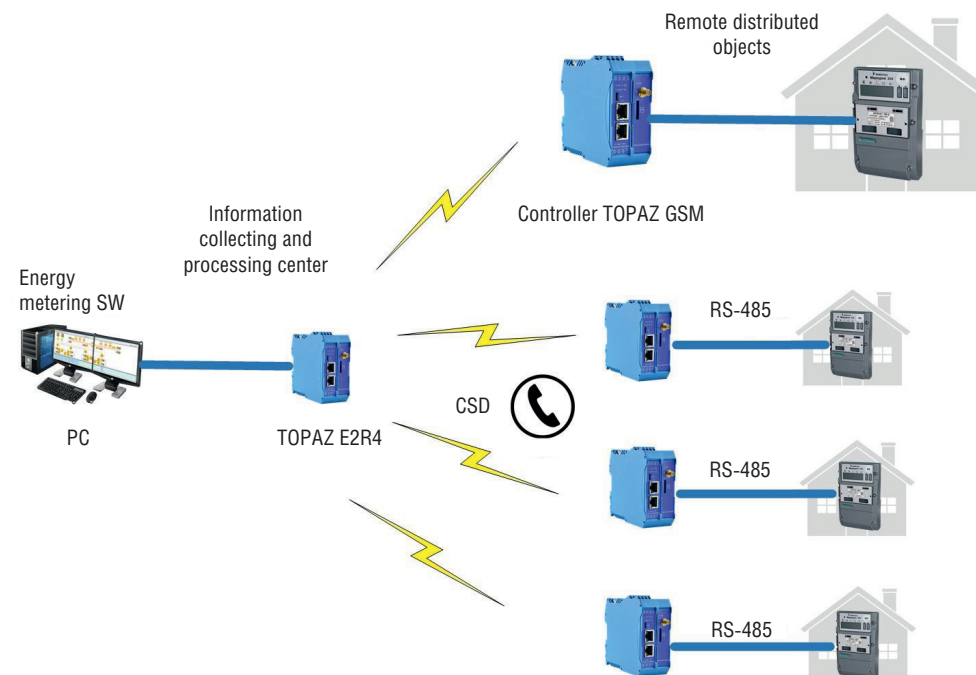 Remote distributed
objects
Controller TOPAZ GSM
Information
collecting and
processing center
Energy
metering SW
PC
TOPAZ E2R4
CSD
RS-485
RS-485
RS-485